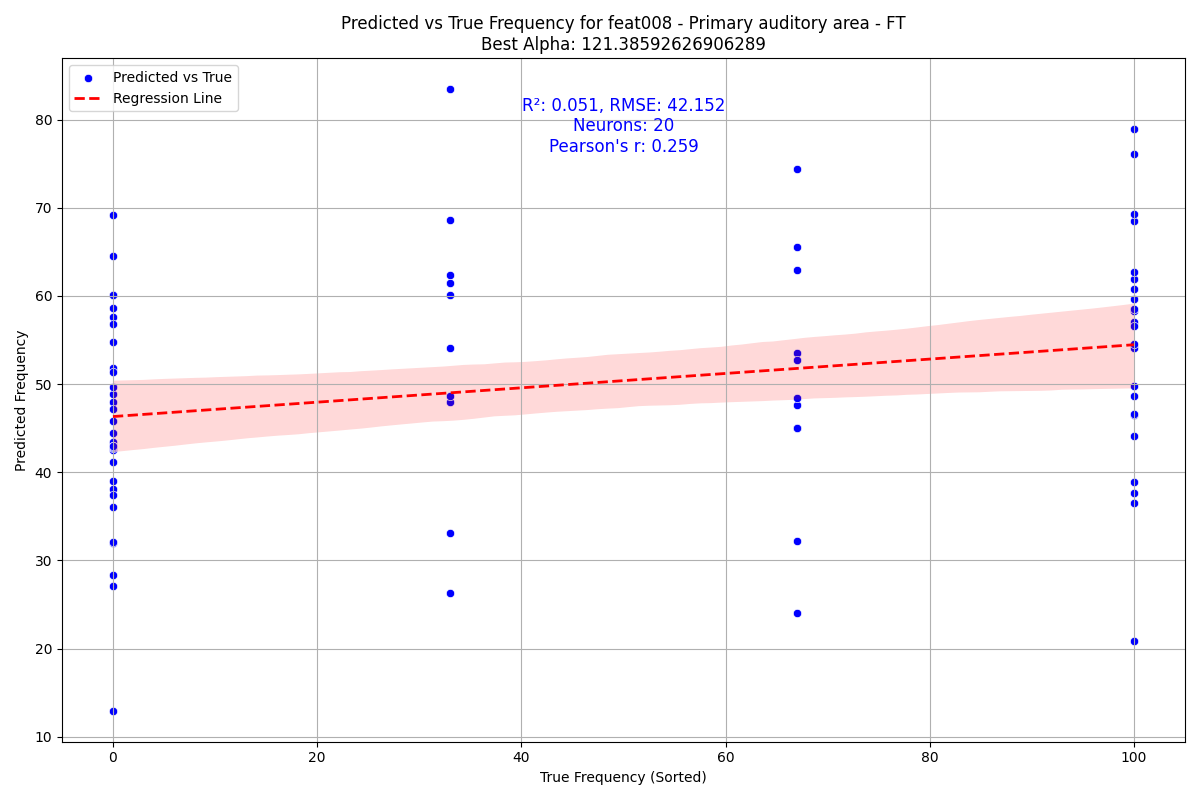 Predicted vs True Frequency for feat008 - Primary auditory area - FT
Best Alpha: 121.38592626906289
Predicted vs True
Regression Line
R²: 0.051, RMSE: 42.152
Neurons: 20
Pearson's r: 0.259
80
70
60
50
40
30
20
10
Predicted Frequency
0
20
40
60
80
100
True Frequency (Sorted)